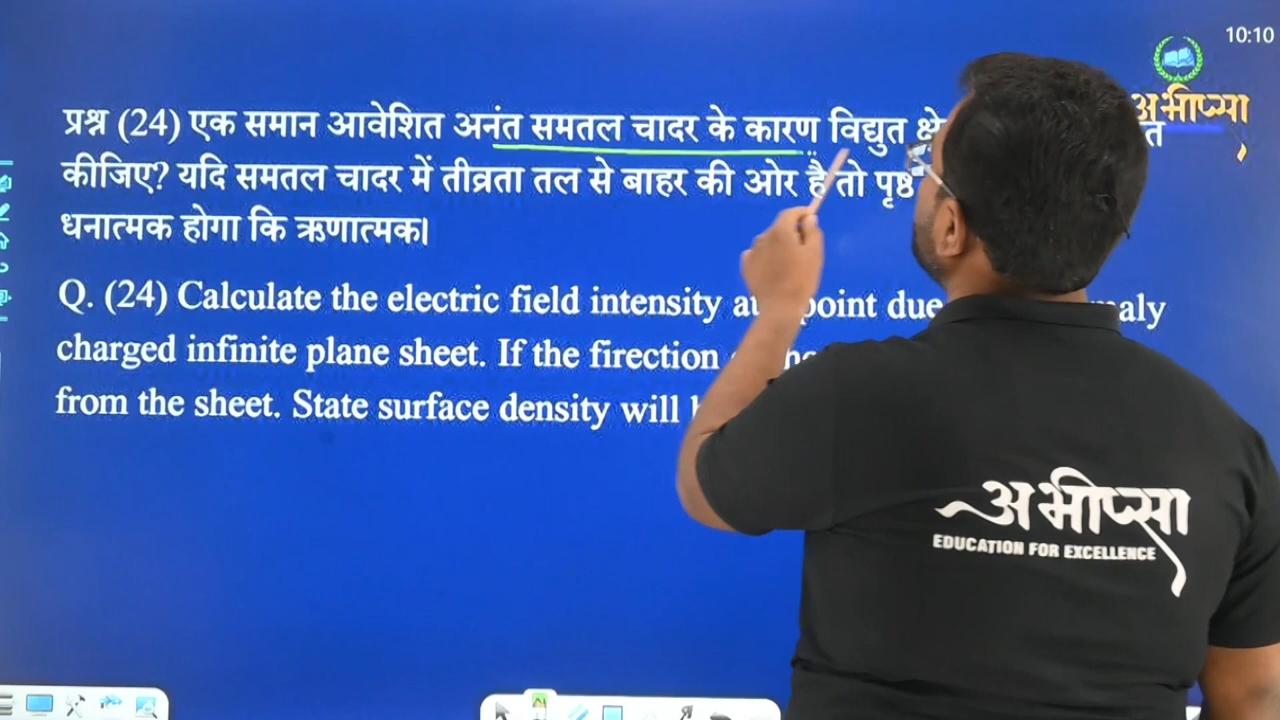 10:10
अभीप्सा
प्रश्न (24) एक समान आवेशित अनंत समतल चादर के कारण विद्युत
कीजिए? यदि समतल चादर में तीव्रता तल से बाहर की ओर है तो पृष्ठ
धनात्मक होगा कि ऋणात्मक।
Q. (24) Calculate the electric field intensity point due
charged infinite plane sheet. If the firection
from the sheet. State surface density will
अभीप्सा
EDUCATION FOR EXCELLENCE